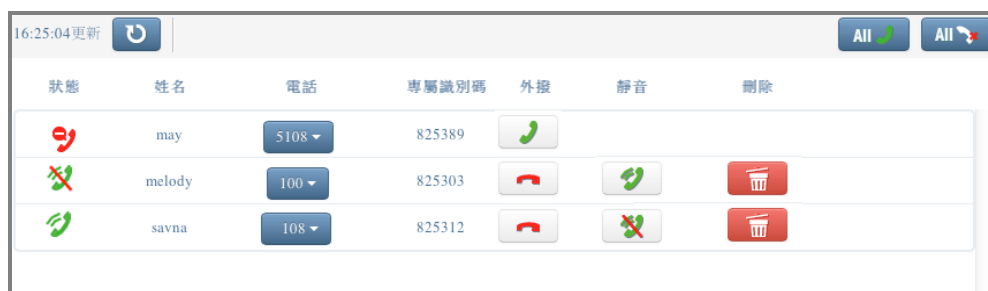 16:25:04更新
All
All
狀態 姓名 電話 專屬識別碼 外撥 靜音 刪除
may 5108 825389
melody 100 825303
savna 108 825312